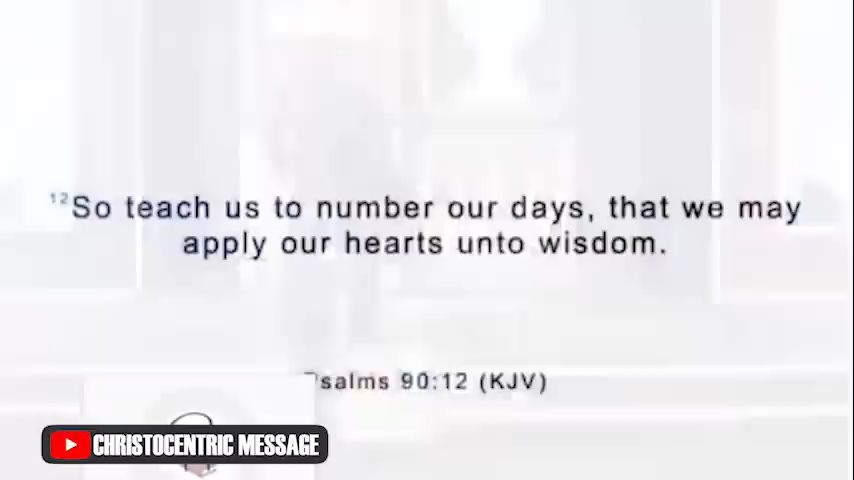 ¹²So teach us to number our days, that we may
apply our hearts unto wisdom.
Psalms 90:12 (KJV)
CHRISTOCENTRIC MESSAGE